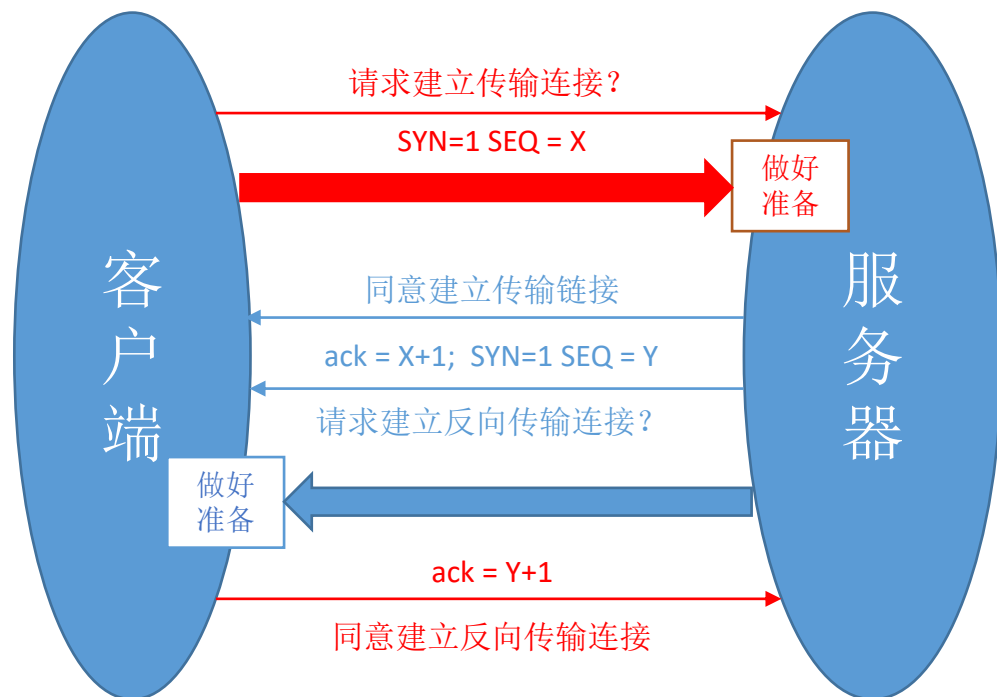 请求建立传输连接？
SYN=1 SEQ = X
做好
准备
客
户
端
服
务
器
同意建立传输链接
ack = X+1;  SYN=1 SEQ = Y
请求建立反向传输连接？
做好
准备
ack = Y+1
同意建立反向传输连接